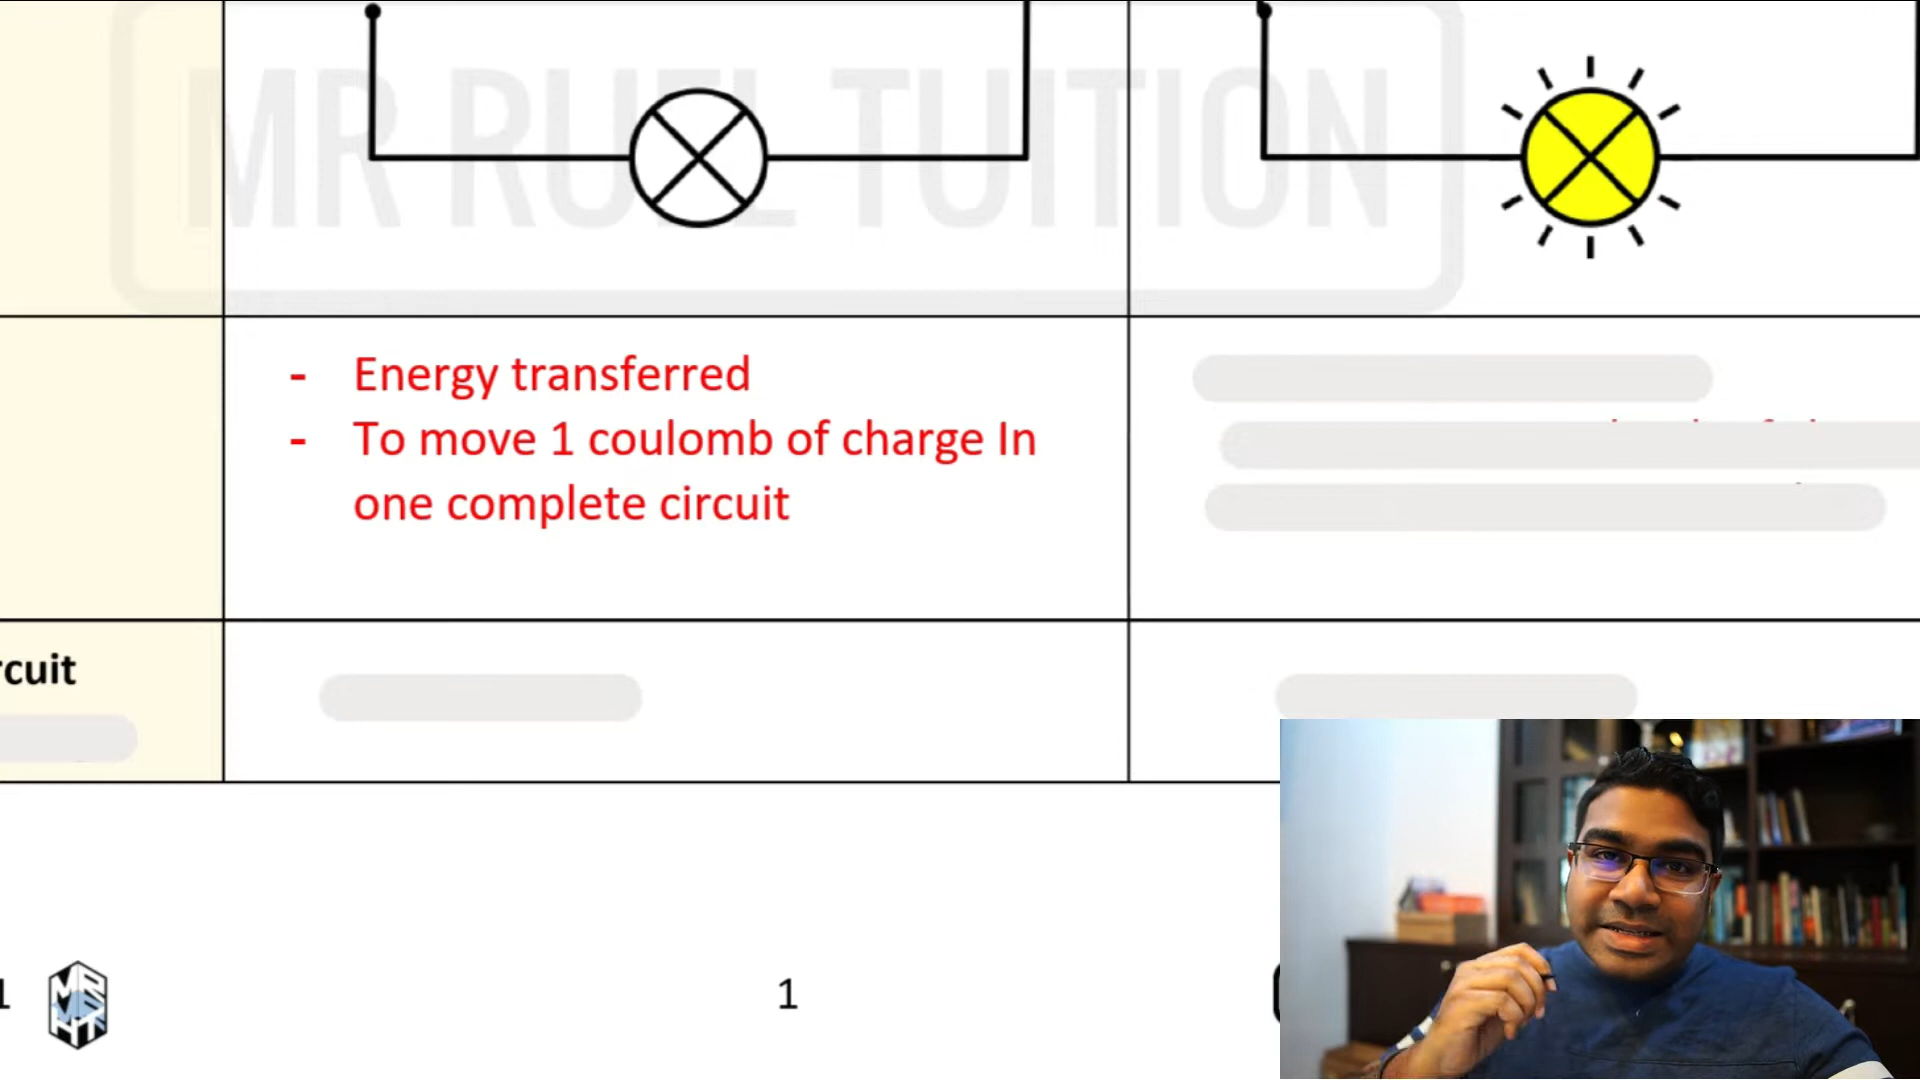 MR RUEL TUITION
- Energy transferred
- To move 1 coulomb of charge In
one complete circuit
rcuit
1
1